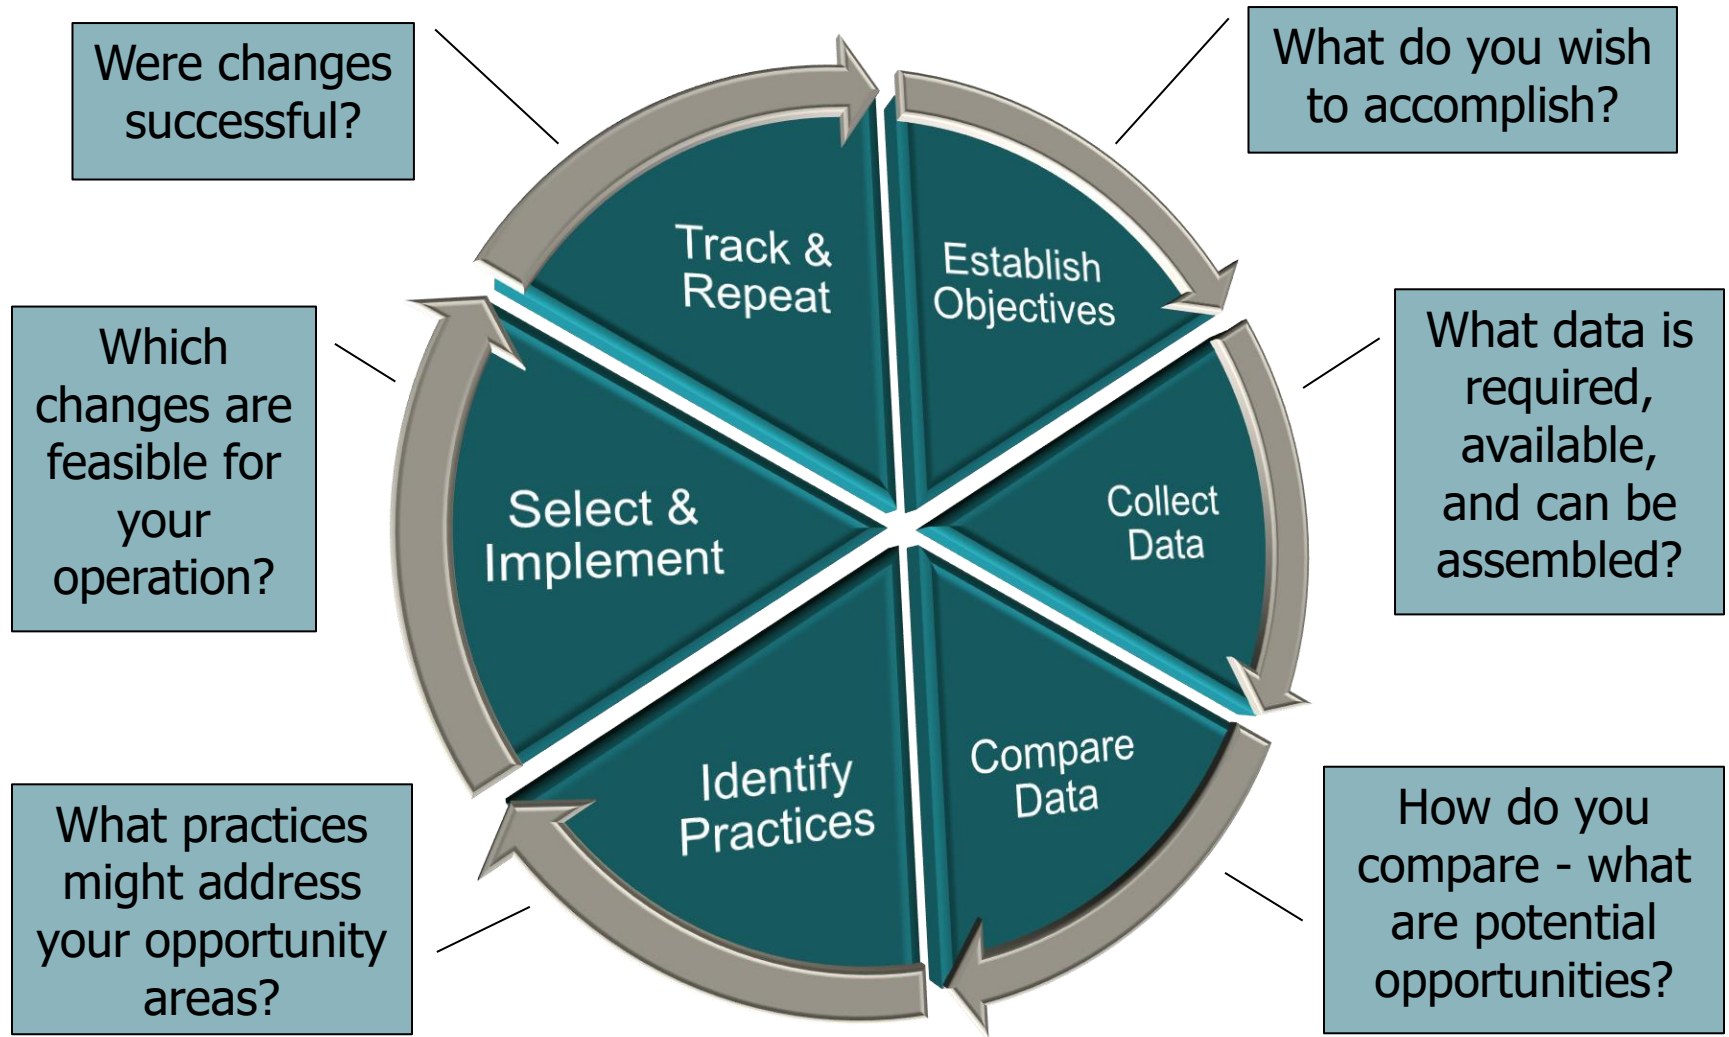 Were changes
successful?
What do you wish
to accomplish?
Track &
Repeat
Establish
Objectives
Which
changes are
feasible for
your
operation?
What data is
required,
available,
and can be
assembled?
Select &
Implement
Collect
Data
Identify
Practices
Compare
Data
What practices
might address
your opportunity
areas?
How do you
compare - what
are potential
opportunities?